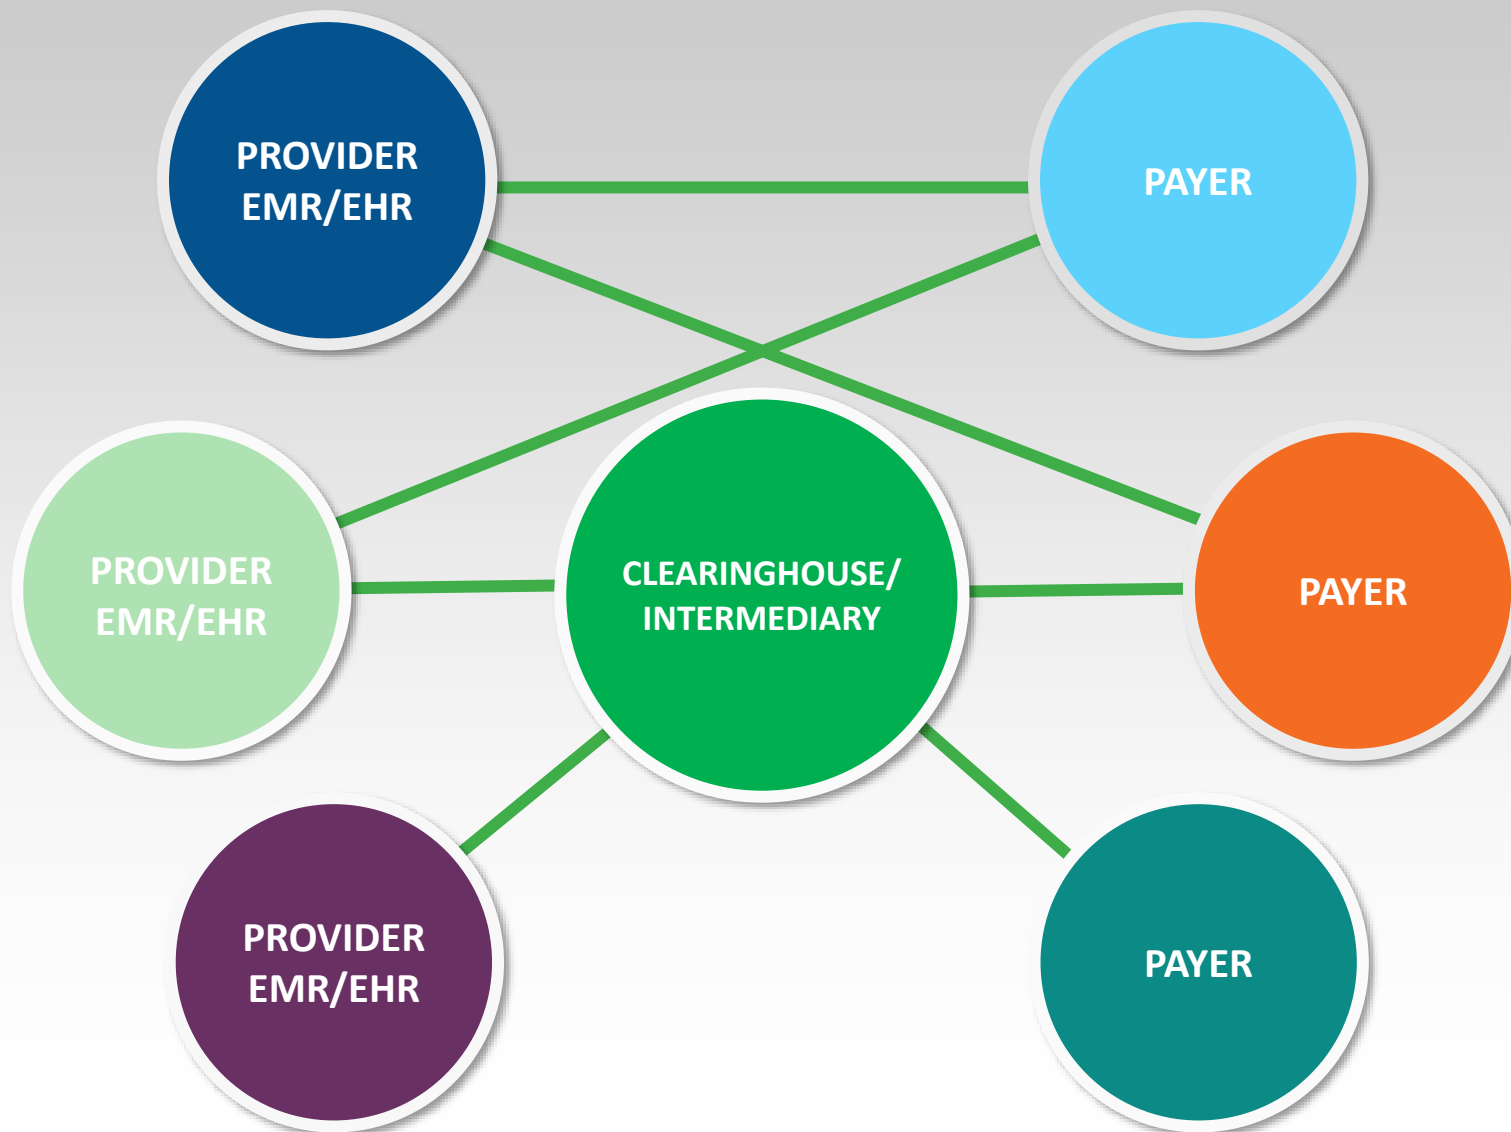 PROVIDER
EMR/EHR
PAYER
PROVIDER
EMR/EHR
CLEARINGHOUSE/
INTERMEDIARY
PAYER
PROVIDER
EMR/EHR
PAYER